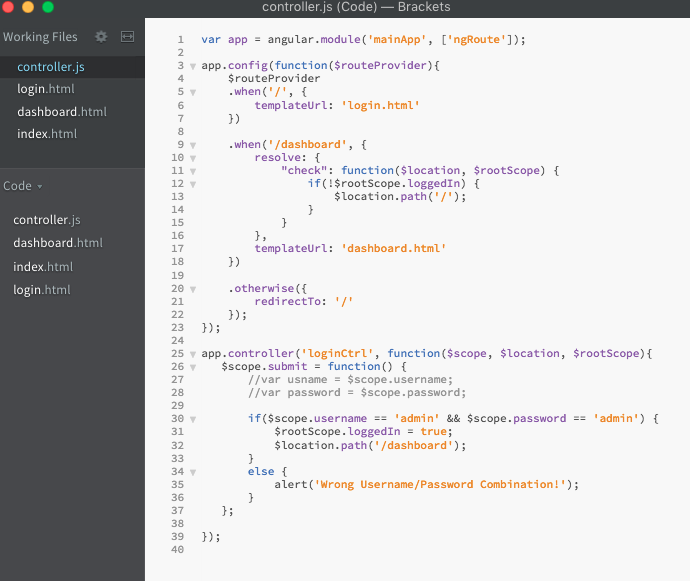 controller.js (Code) — Brackets
Working Files
controller.js
login.html
dashboard.html
index.html
Code
controller.js
dashboard.html
index.html
login.html
1 var app = angular.module('mainApp', ['ngRoute']);
2
3 app.config(function($routeProvider){
4     $routeProvider
5     .when('/', {
6         templateUrl: 'login.html'
7     })
8
9     .when('/dashboard', {
10         resolve: {
11             "check": function($location, $rootScope) {
12                 if(!$rootScope.loggedIn) {
13                     $location.path('/');
14                 }
15             }
16         },
17         templateUrl: 'dashboard.html'
18     })
19
20     .otherwise({
21         redirectTo: '/'
22     });
23 });
24
25 app.controller('loginCtrl', function($scope, $location, $rootScope){
26    $scope.submit = function() {
27        //var usname = $scope.username;
28        //var password = $scope.password;
29
30        if($scope.username == 'admin' && $scope.password == 'admin') {
31            $rootScope.loggedIn = true;
32            $location.path('/dashboard');
33        }
34        else {
35            alert('Wrong Username/Password Combination!');
36        }
37    };
38
39 });
40